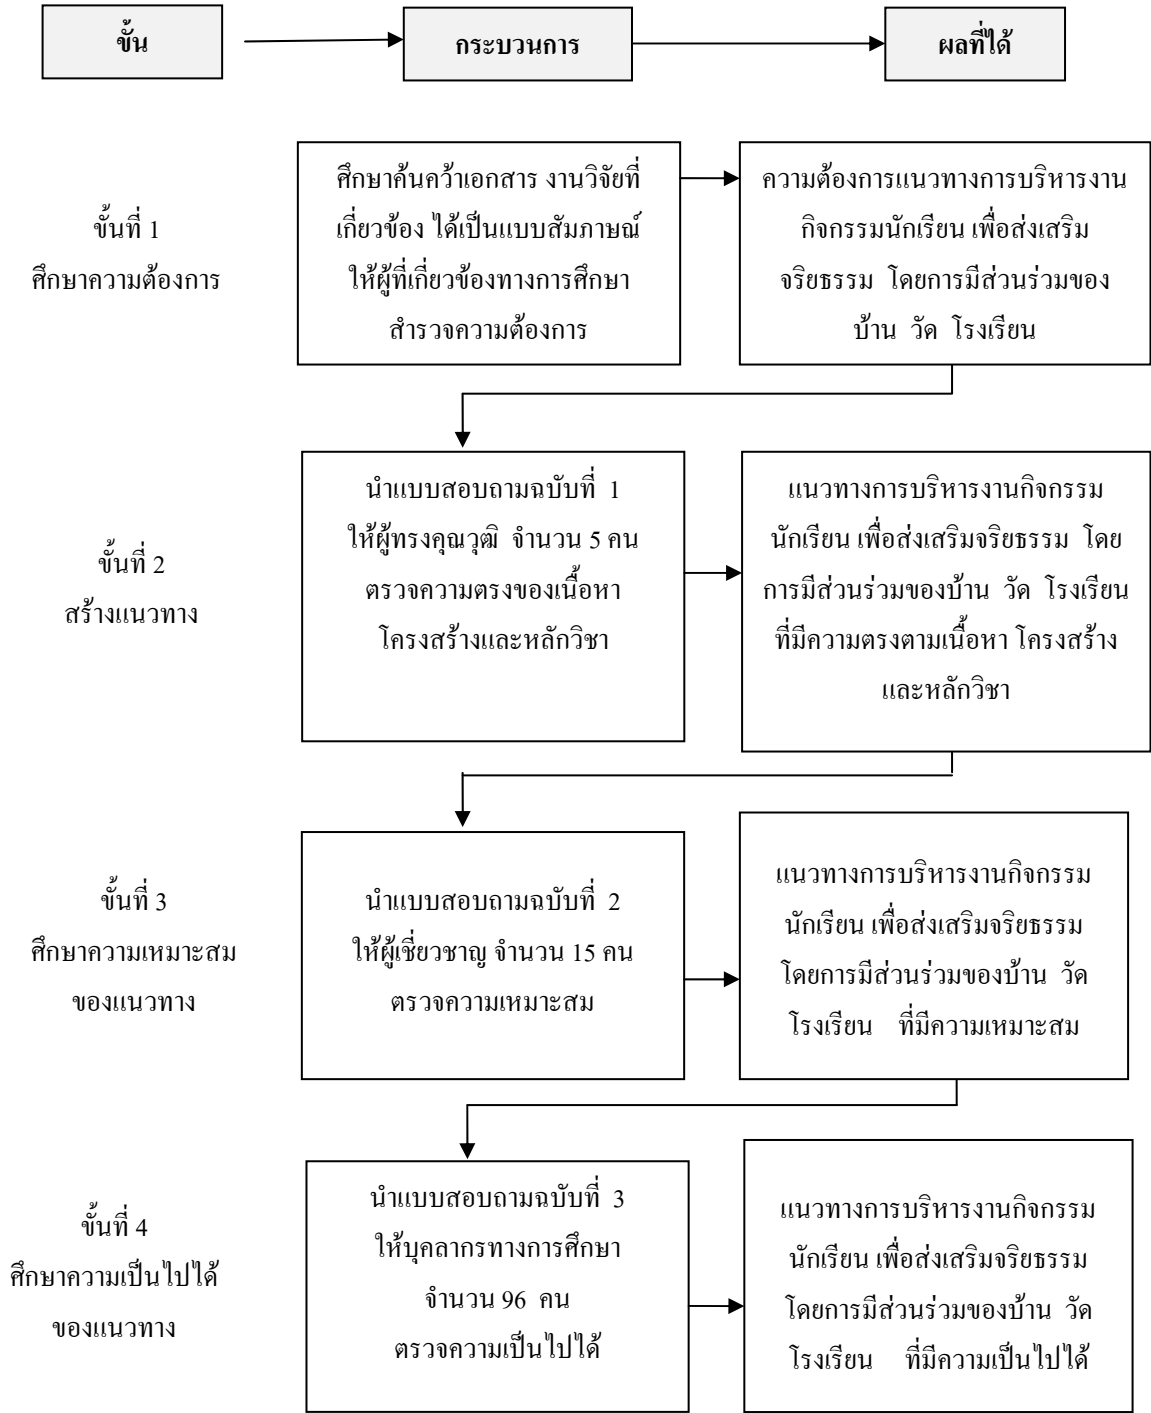 ขั้น
กระบวนการ
ผลที่ได้
ขั้นที่ 1
ศึกษาความต้องการ
ศึกษาค้นคว้าเอกสาร งานวิจัยที่
เกี่ยวข้อง ได้เป็นแบบสัมภาษณ์
ให้ผู้ที่เกี่ยวข้องทางการศึกษา
สำรวจความต้องการ
ความต้องการแนวทางการบริหารงาน
กิจกรรมนักเรียน เพื่อส่งเสริม
จริยธรรม โดยการมีส่วนร่วมของ
บ้าน วัด โรงเรียน
ขั้นที่ 2
สร้างแนวทาง
นำแบบสอบถามฉบับที่ 1
ให้ผู้ทรงคุณวุฒิ จำนวน 5 คน
ตรวจความตรงของเนื้อหา
โครงสร้างและหลักวิชา
แนวทางการบริหารงานกิจกรรม
นักเรียน เพื่อส่งเสริมจริยธรรม โดย
การมีส่วนร่วมของบ้าน วัด โรงเรียน
ที่มีความตรงตามเนื้อหา โครงสร้าง
และหลักวิชา
ขั้นที่ 3
ศึกษาความเหมาะสม
ของแนวทาง
นำแบบสอบถามฉบับที่ 2
ให้ผู้เชี่ยวชาญ จำนวน 15 คน
ตรวจความเหมาะสม
แนวทางการบริหารงานกิจกรรม
นักเรียน เพื่อส่งเสริมจริยธรรม
โดยการมีส่วนร่วมของบ้าน วัด
โรงเรียน ที่มีความเหมาะสม
ขั้นที่ 4
ศึกษาความเป็นไปได้
ของแนวทาง
นำแบบสอบถามฉบับที่ 3
ให้บุคลากรทางการศึกษา
จำนวน 96 คน
ตรวจความเป็นไปได้
แนวทางการบริหารงานกิจกรรม
นักเรียน เพื่อส่งเสริมจริยธรรม
โดยการมีส่วนร่วมของบ้าน วัด
โรงเรียน ที่มีความเป็นไปได้